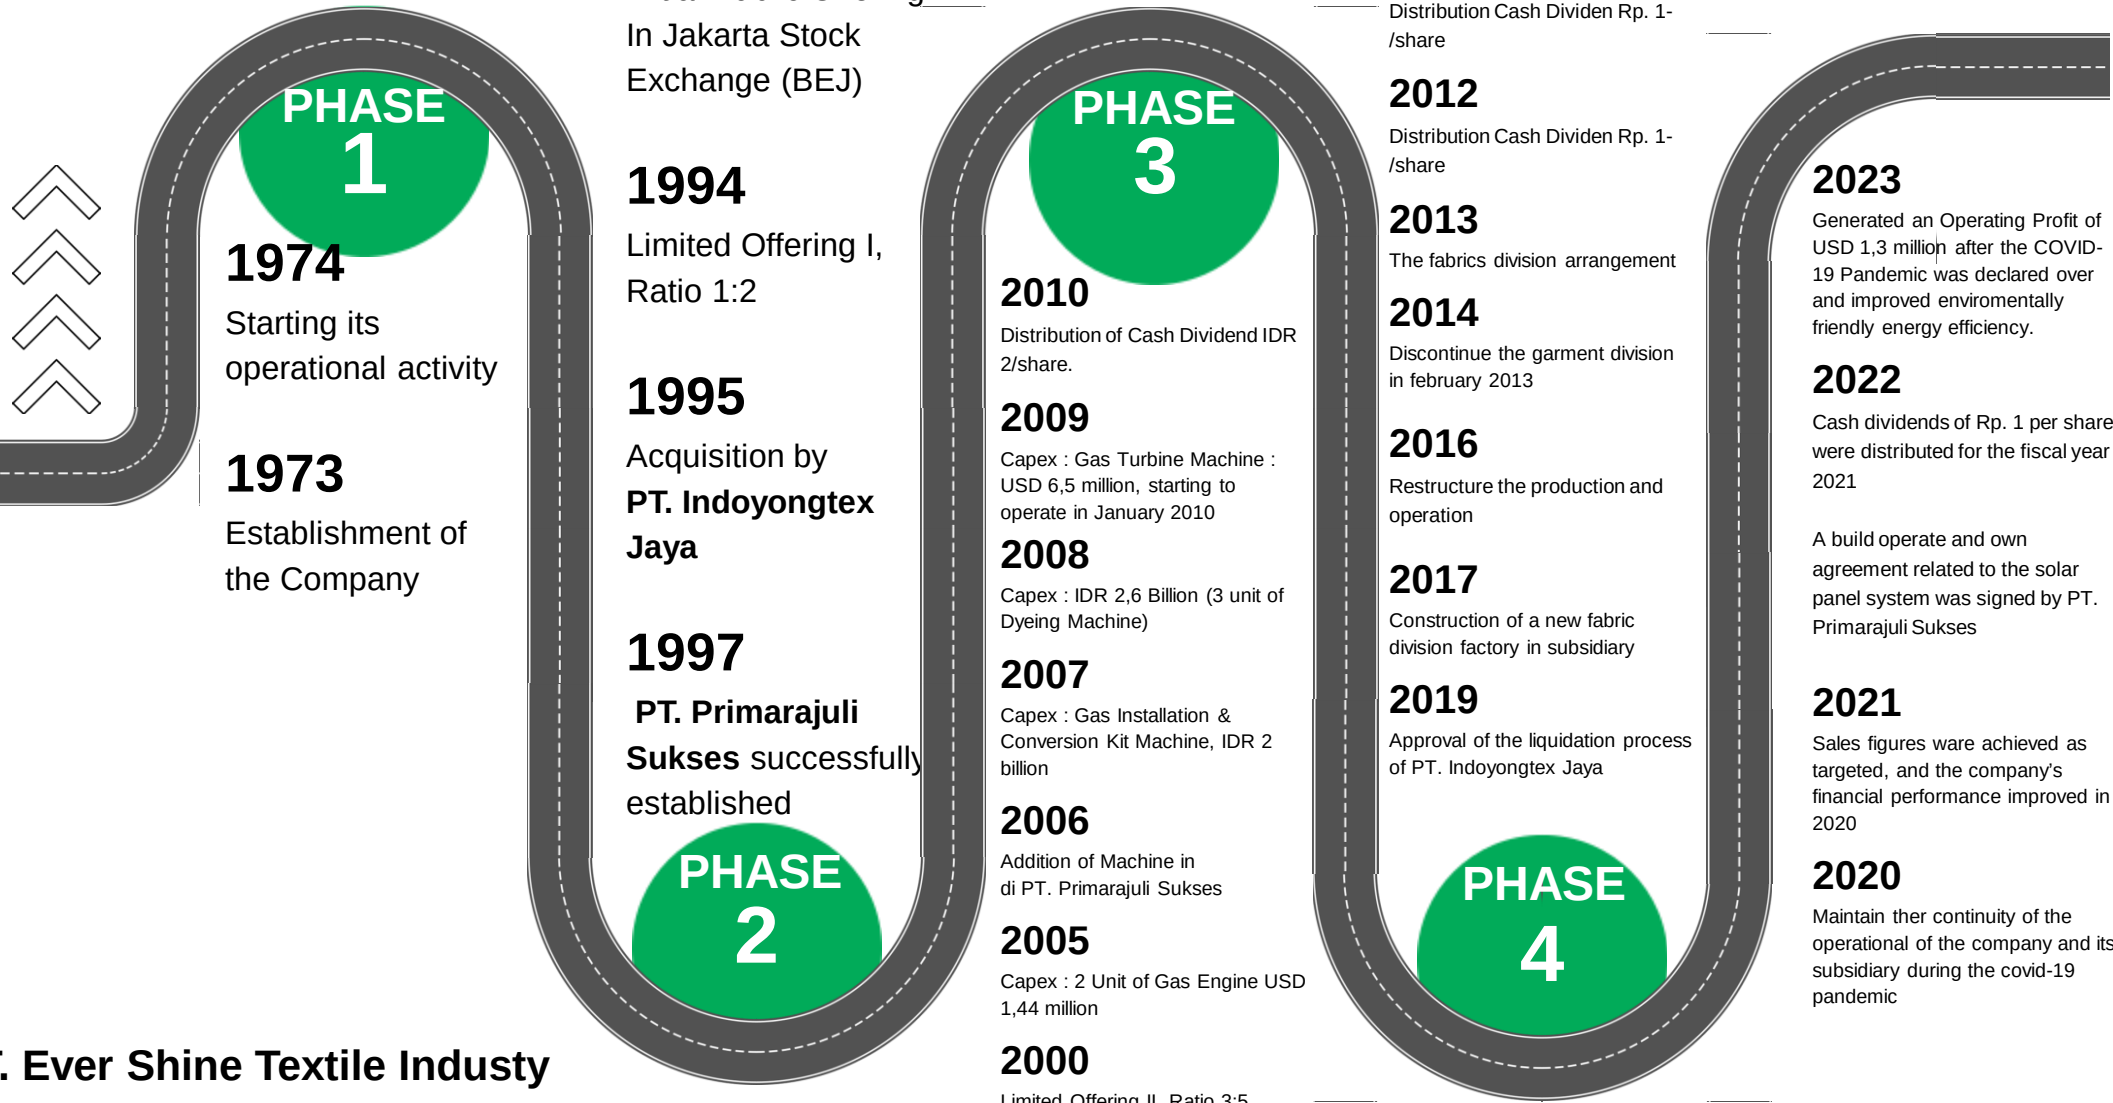 PHASE
1
1974
Starting its
operational activity
1973
Establishment of
the Company
In Jakarta Stock
Exchange (BEJ)
1994
Limited Offering I,
Ratio 1:2
1995
Acquisition by
PT. Indoyongtex
Jaya
1997
PT. Primarajuli
Sukses successfully
established
PHASE
2
PHASE
3
2010
Distribution of Cash Dividend IDR
2/share.
2009
Capex : Gas Turbine Machine :
USD 6,5 million, starting to
operate in January 2010
2008
Capex : IDR 2,6 Billion (3 unit of
Dyeing Machine)
2007
Capex : Gas Installation &
Conversion Kit Machine, IDR 2
billion
2006
Addition of Machine in
di PT. Primarajuli Sukses
2005
Capex : 2 Unit of Gas Engine USD
1,44 million
2000
Limited Offering II, Ratio 3:5
Distribution Cash Dividen Rp. 1-
/share
2012
Distribution Cash Dividen Rp. 1-
/share
2013
The fabrics division arrangement
2014
Discontinue the garment division
in february 2013
2016
Restructure the production and
operation
2017
Construction of a new fabric
division factory in subsidiary
2019
Approval of the liquidation process
of PT. Indoyongtex Jaya
PHASE
4
2023
Generated an Operating Profit of
USD 1,3 million after the COVID-
19 Pandemic was declared over
and improved enviromentally
friendly energy efficiency.
2022
Cash dividends of Rp. 1 per share
were distributed for the fiscal year
2021
A build operate and own
agreement related to the solar
panel system was signed by PT.
Primarajuli Sukses
2021
Sales figures ware achieved as
targeted, and the company's
financial performance improved in
2020
2020
Maintain ther continuity of the
operational of the company and its
subsidiary during the covid-19
pandemic
. Ever Shine Textile Industy